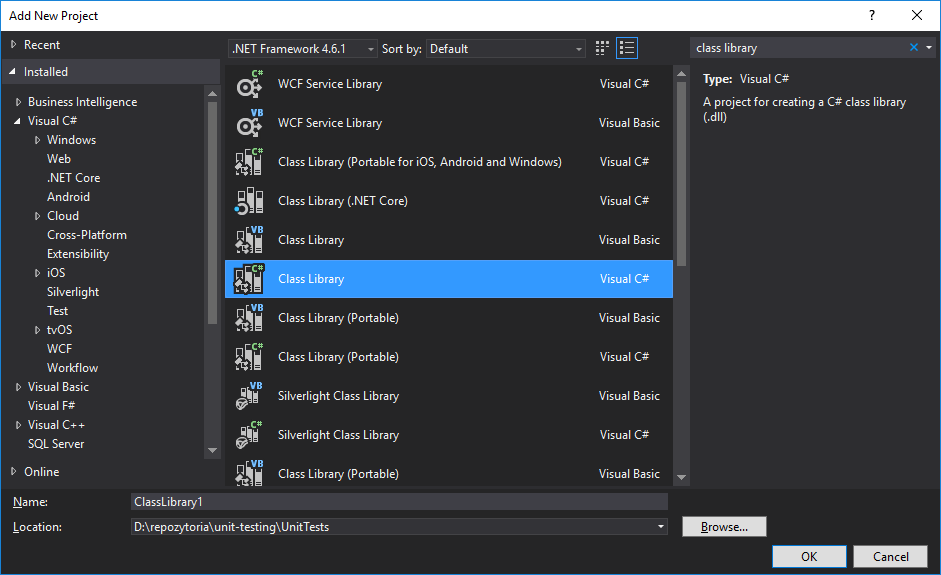 Add New Project
?
Recent
.NET Framework 4.6.1
Sort by:
Default
class library
Installed
Business Intelligence
Visual C#
Windows
Web
.NET Core
Android
Cloud
Cross-Platform
Extensibility
iOS
Silverlight
Test
tvOS
WCF
Workflow
Visual Basic
Visual F#
Visual C++
SQL Server
Online
C# WCF Service Library Visual C#
VB WCF Service Library Visual Basic
C# Class Library (Portable for iOS, Android and Windows) Visual C#
Class Library (.NET Core) Visual C#
VB Class Library Visual Basic
C# Class Library Visual C#
VB Class Library (Portable) Visual Basic
C# Class Library (Portable) Visual C#
VB Silverlight Class Library Visual Basic
C# Silverlight Class Library Visual C#
VB Class Library (Portable) Visual Basic
Type: Visual C#
A project for creating a C# class library
(.dll)
Name: ClassLibrary1
Location: D:\repozytoria\unit-testing\UnitTests
Browse...
OK
Cancel